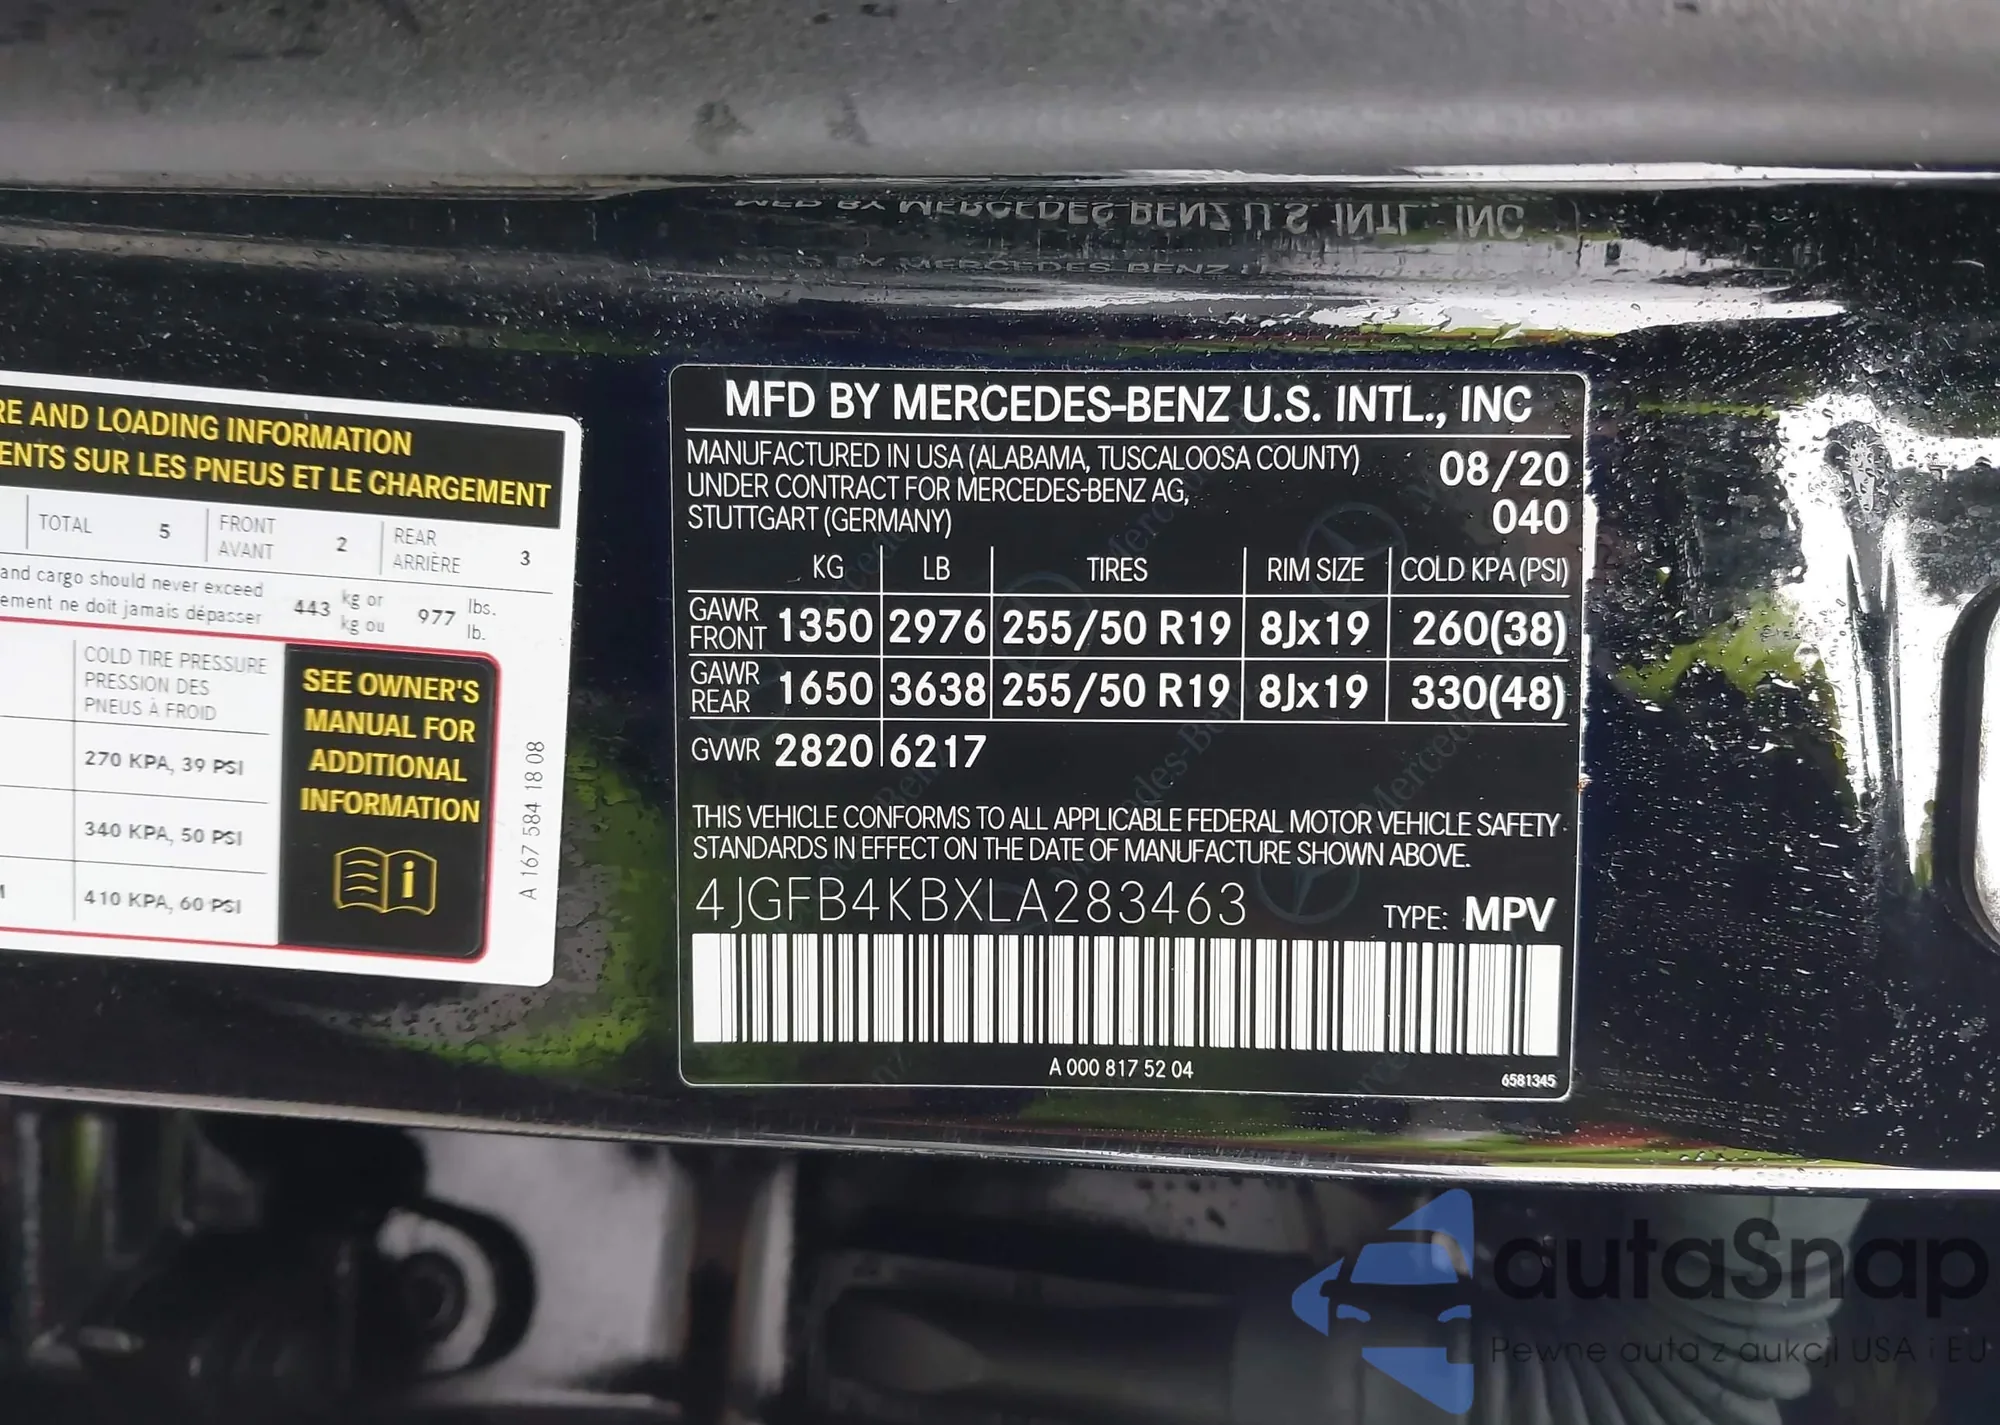 RE AND LOADING INFORMATION
ENTS SUR LES PNEUS ET LE CHARGEMENT
TOTAL 5 FRONT AVANT 2 REAR ARRIÈRE 3
and cargo should never exceed
ement ne doit jamais dépasser
443 kg or kg ou 977 lbs. lb.
COLD TIRE PRESSURE
PRESSION DES
PNEUS À FROID
270 KPA, 39 PSI
340 KPA, 50 PSI
410 KPA, 60 PSI
SEE OWNER'S
MANUAL FOR
ADDITIONAL
INFORMATION
A 167 584 18 08
MFD BY MERCEDES-BENZ U.S. INTL., INC
MANUFACTURED IN USA (ALABAMA, TUSCALOOSA COUNTY) 08/20
UNDER CONTRACT FOR MERCEDES-BENZ AG,
STUTTGART (GERMANY) 040
KG LB TIRES RIM SIZE COLD KPA (PSI)
GAWR FRONT 1350 2976 255/50 R19 8Jx19 260(38)
GAWR REAR 1650 3638 255/50 R19 8Jx19 330(48)
GVWR 2820 6217
THIS VEHICLE CONFORMS TO ALL APPLICABLE FEDERAL MOTOR VEHICLE SAFETY
STANDARDS IN EFFECT ON THE DATE OF MANUFACTURE SHOWN ABOVE.
4JGFB4KBXLA283463 TYPE: MPV
A 000 817 52 04
6581345
autaSnap
Pewne auta z aukcji USA i EU